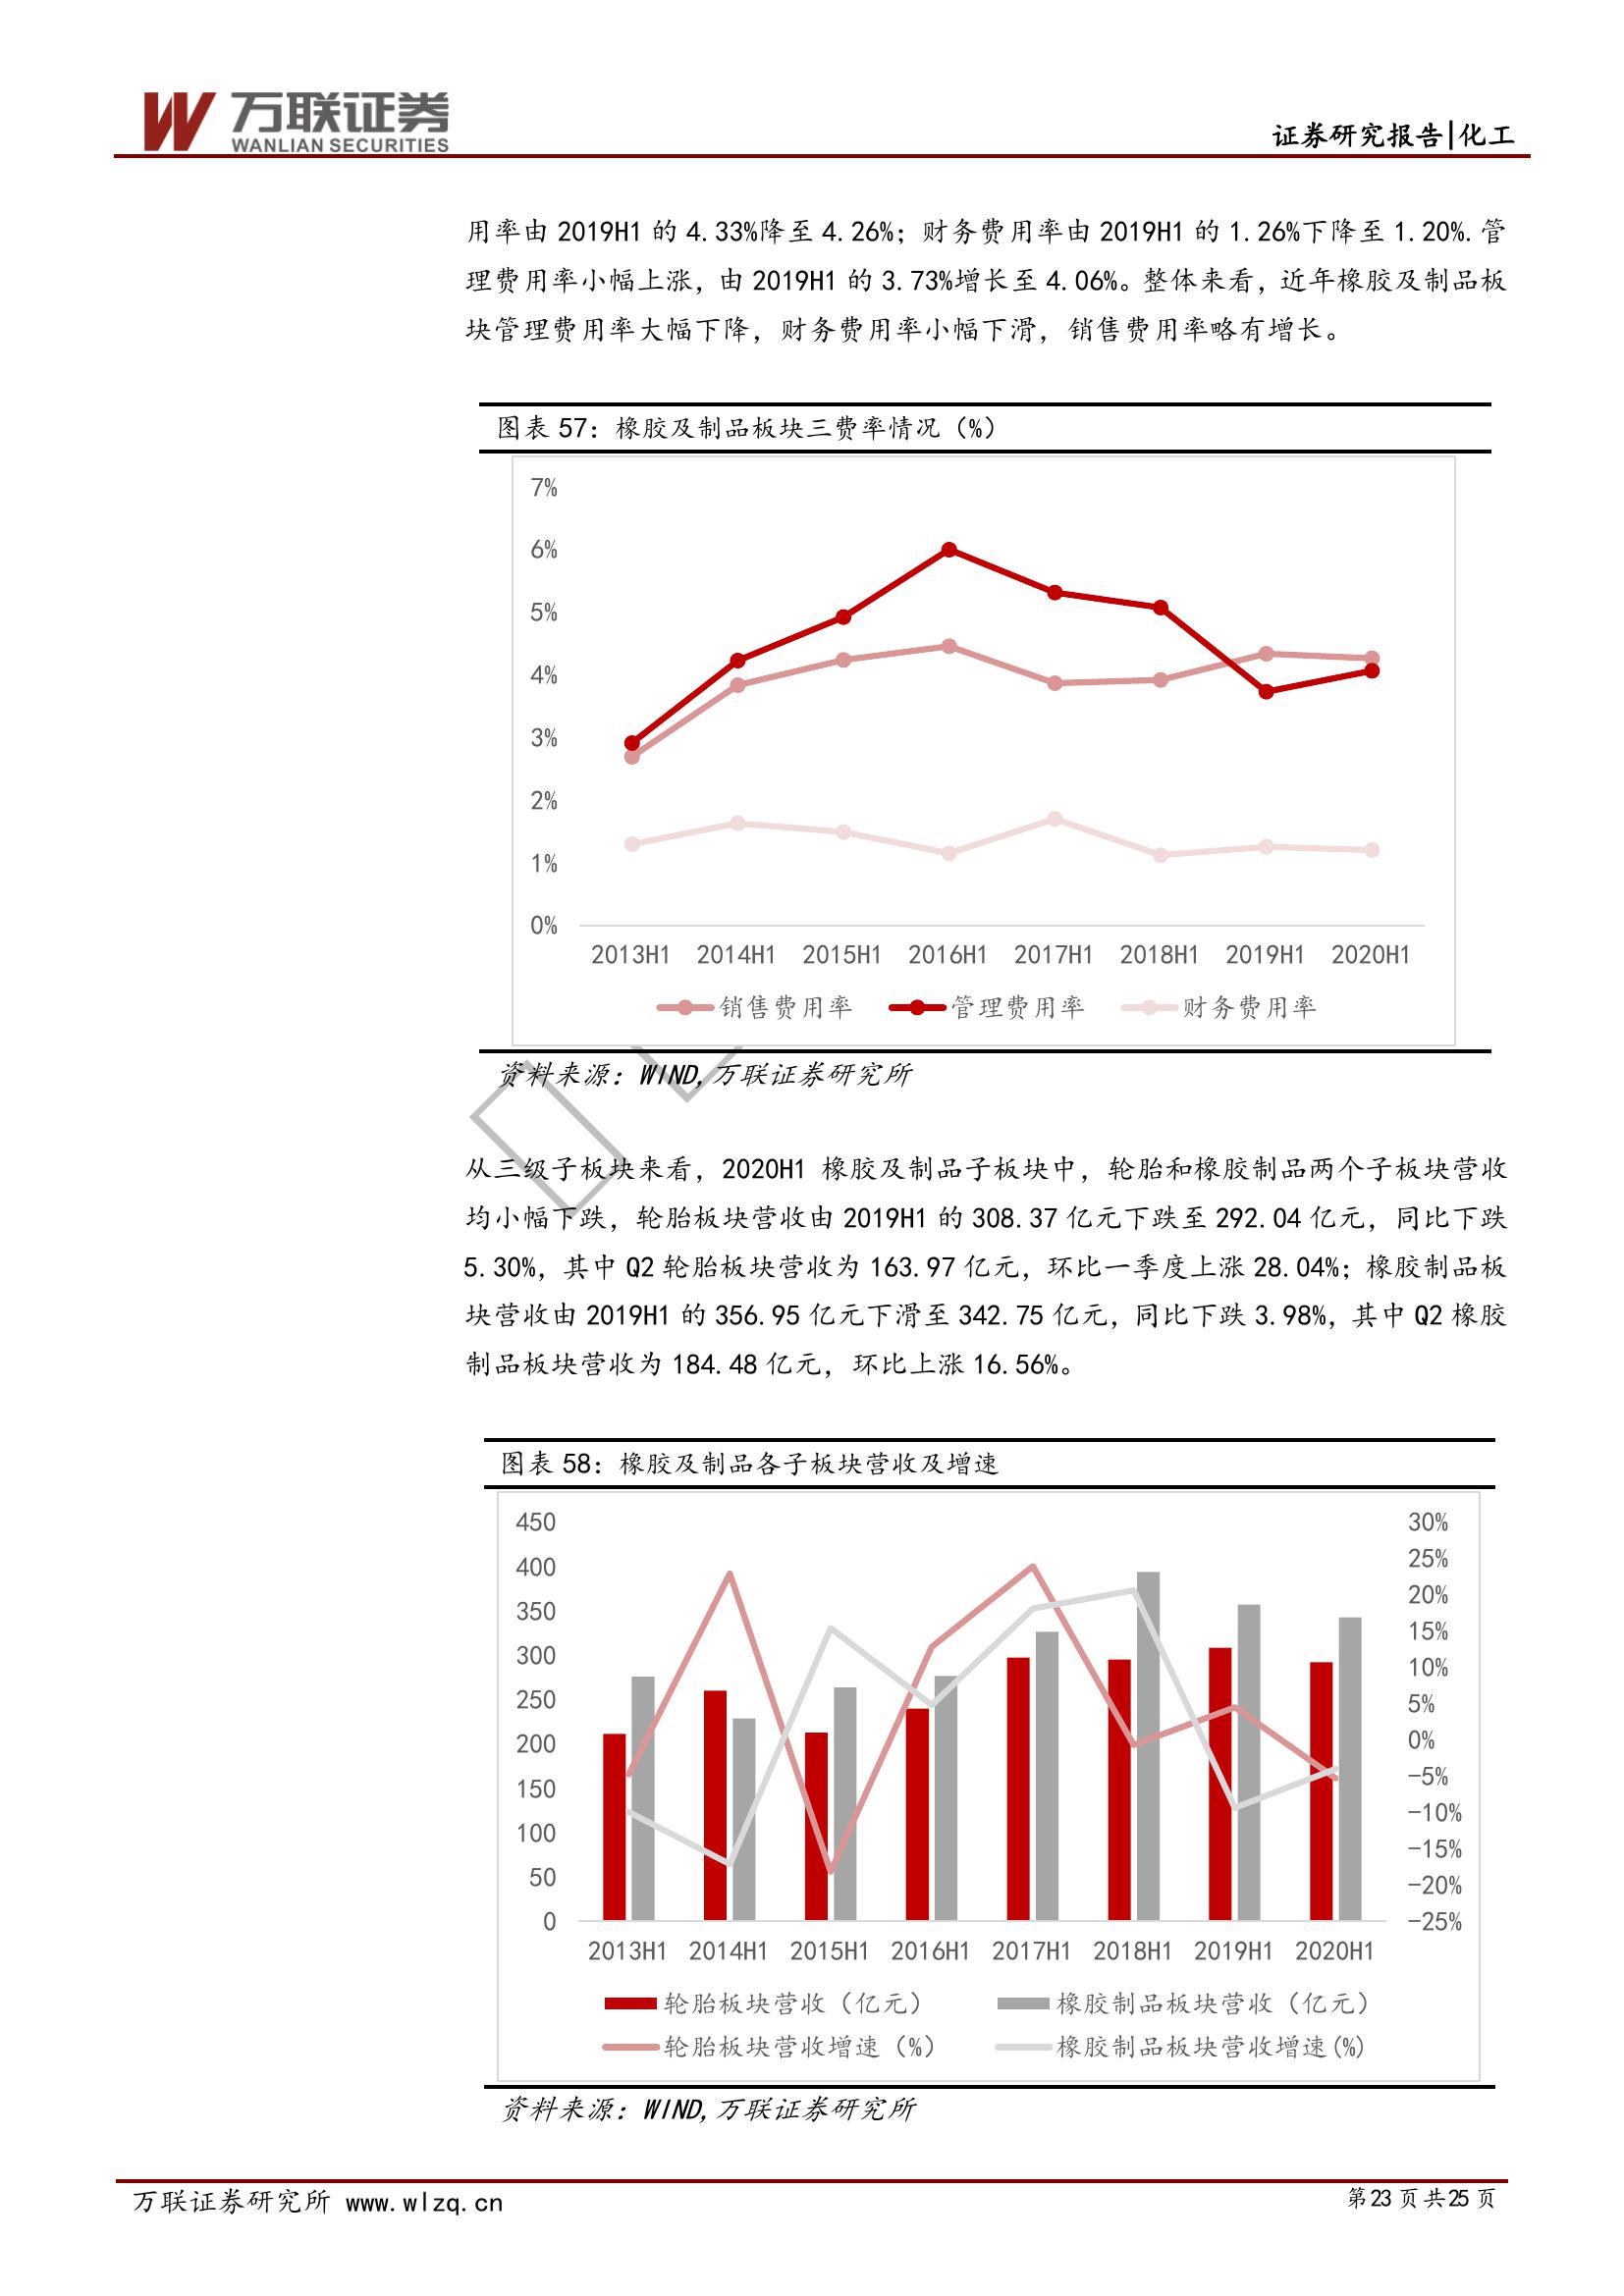 万联证券
WANLIAN SECURITIES
证券研究报告|化工
用率由 2019H1 的 4.33%降至 4.26%；财务费用率由 2019H1 的 1.26%下降至 1.20%.管
理费用率小幅上涨，由 2019H1 的 3.73%增长至 4.06%。整体来看，近年橡胶及制品板
块管理费用率大幅下降，财务费用率小幅下滑，销售费用率略有增长。
图表 57：橡胶及制品板块三费率情况（%）
7%
6%
5%
4%
3%
2%
1%
0%
2013H1 2014H1 2015H1 2016H1 2017H1 2018H1 2019H1 2020H1
销售费用率 管理费用率 财务费用率
资料来源：WIND,万联证券研究所
从三级子板块来看，2020H1 橡胶及制品子板块中，轮胎和橡胶制品两个子板块营收
均小幅下跌，轮胎板块营收由 2019H1 的 308.37 亿元下跌至 292.04 亿元，同比下跌
5.30%，其中 Q2 轮胎板块营收为 163.97 亿元，环比一季度上涨 28.04%；橡胶制品板
块营收由 2019H1 的 356.95 亿元下滑至 342.75 亿元，同比下跌 3.98%，其中 Q2 橡胶
制品板块营收为 184.48 亿元，环比上涨 16.56%。
图表 58：橡胶及制品各子板块营收及增速
450 30%
400 25%
350 20%
300 15%
250 10%
200 5%
150 0%
100 -5%
50 -10%
0 -15%
-20%
-25%
2013H1 2014H1 2015H1 2016H1 2017H1 2018H1 2019H1 2020H1
轮胎板块营收（亿元） 橡胶制品板块营收（亿元）
轮胎板块营收增速（%） 橡胶制品板块营收增速(%)
资料来源：WIND,万联证券研究所
万联证券研究所 www.wlzq.cn 第 23 页 共 25 页